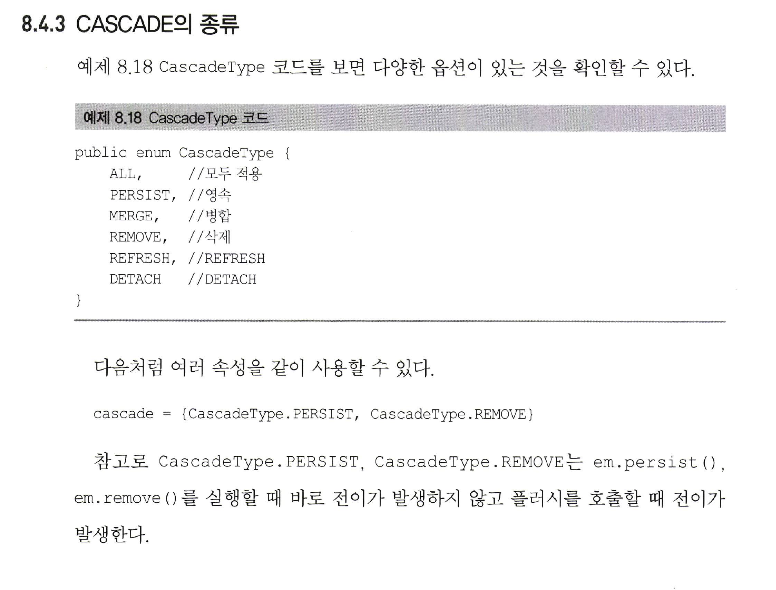 8.4.3 CASCADE의 종류
예제 8.18 CascadeType 코드를 보면 다양한 옵션이 있는 것을 확인할 수 있다.
예제 8.18 CascadeType 코드
public enum CascadeType {
ALL, //모두 적용
PERSIST, //영속
MERGE, //병합
REMOVE, //삭제
REFRESH, //REFRESH
DETACH //DETACH
}
다음처럼 여러 속성을 같이 사용할 수 있다.
cascade = {CascadeType.PERSIST, CascadeType.REMOVE}
참고로 CascadeType.PERSIST, CascadeType.REMOVE는 em.persist(),
em.remove()를 실행할 때 바로 전이가 발생하지 않고 플러시를 호출할 때 전이가
발생한다.